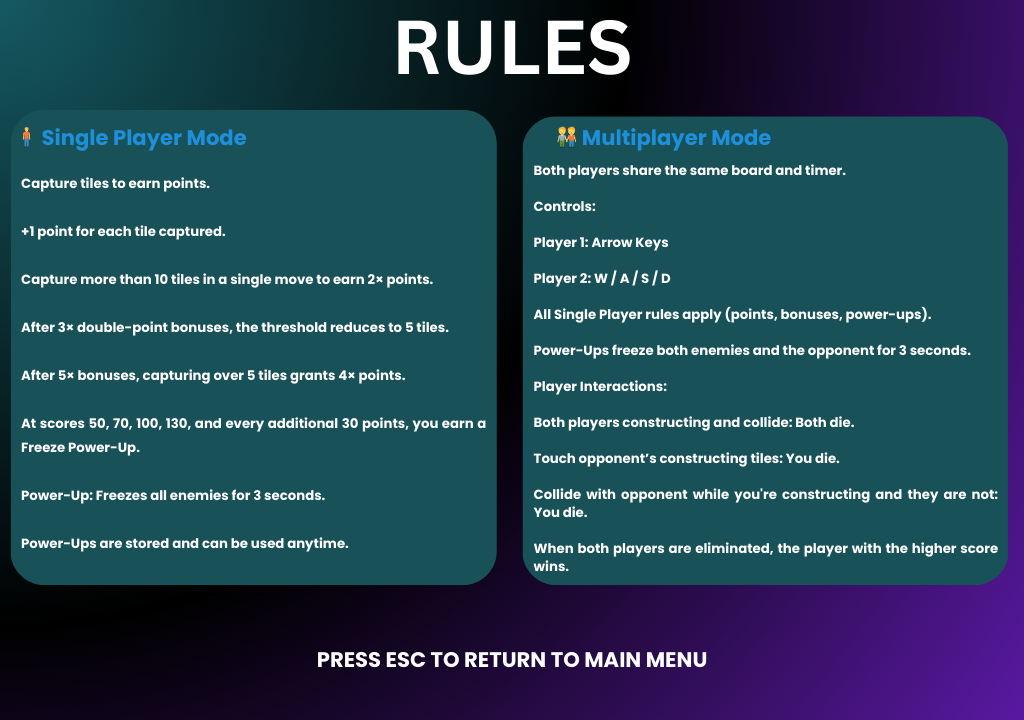 RULES
Single Player Mode
Capture tiles to earn points.
+1 point for each tile captured.
Capture more than 10 tiles in a single move to earn 2× points.
After 3× double-point bonuses, the threshold reduces to 5 tiles.
After 5× bonuses, capturing over 5 tiles grants 4× points.
At scores 50, 70, 100, 130, and every additional 30 points, you earn a
Freeze Power-Up.
Power-Up: Freezes all enemies for 3 seconds.
Power-Ups are stored and can be used anytime.
Multiplayer Mode
Both players share the same board and timer.
Controls:
Player 1: Arrow Keys
Player 2: W / A / S / D
All Single Player rules apply (points, bonuses, power-ups).
Power-Ups freeze both enemies and the opponent for 3 seconds.
Player Interactions:
Both players constructing and collide: Both die.
Touch opponent’s constructing tiles: You die.
Collide with opponent while you're constructing and they are not:
You die.
When both players are eliminated, the player with the higher score
wins.
PRESS ESC TO RETURN TO MAIN MENU